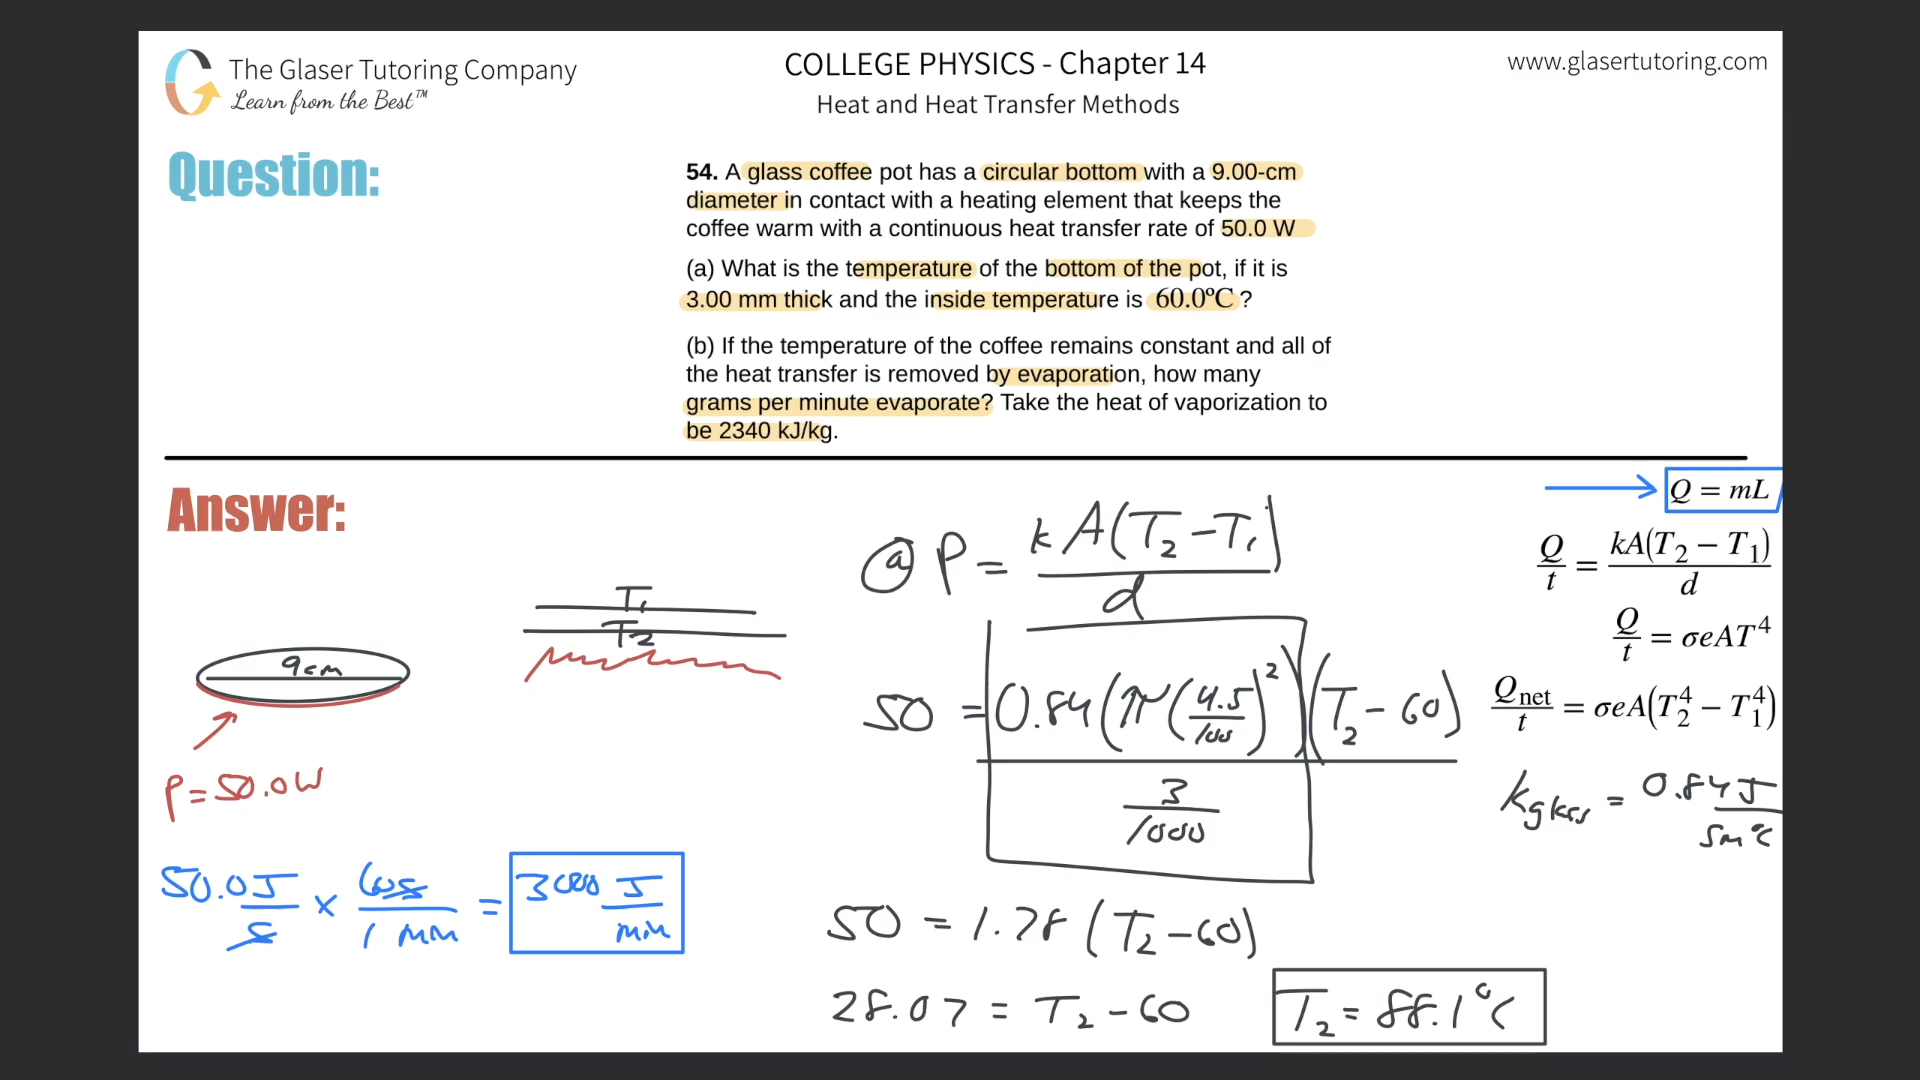 The Glaser Tutoring Company
Learn from the Best™
COLLEGE PHYSICS - Chapter 14
Heat and Heat Transfer Methods
www.glasertutoring.com
Question:
54. A glass coffee pot has a circular bottom with a 9.00-cm
diameter in contact with a heating element that keeps the
coffee warm with a continuous heat transfer rate of 50.0 W
(a) What is the temperature of the bottom of the pot, if it is
3.00 mm thick and the inside temperature is 60.0ºC ?
(b) If the temperature of the coffee remains constant and all of
the heat transfer is removed by evaporation, how many
grams per minute evaporate? Take the heat of vaporization to
be 2340 kJ/kg.
Answer:
T₁
T₂
9cm
P = 50.0W
50.0J/s × 60s/1 min = 3000 J/min
ⓐ P = kA(T₂ - T₁)/d
50 = 0.84(π(4.5/100)²)(T₂ - 60) / (3/1000)
50 = 1.78 (T₂ - 60)
28.07 = T₂ - 60
T₂ = 88.1°C
Q = mL
Q/t = kA(T₂ − T₁)/d
Q/t = σeAT⁴
Qnet/t = σeA(T₂⁴ − T₁⁴)
kglass = 0.84 J/sm°C